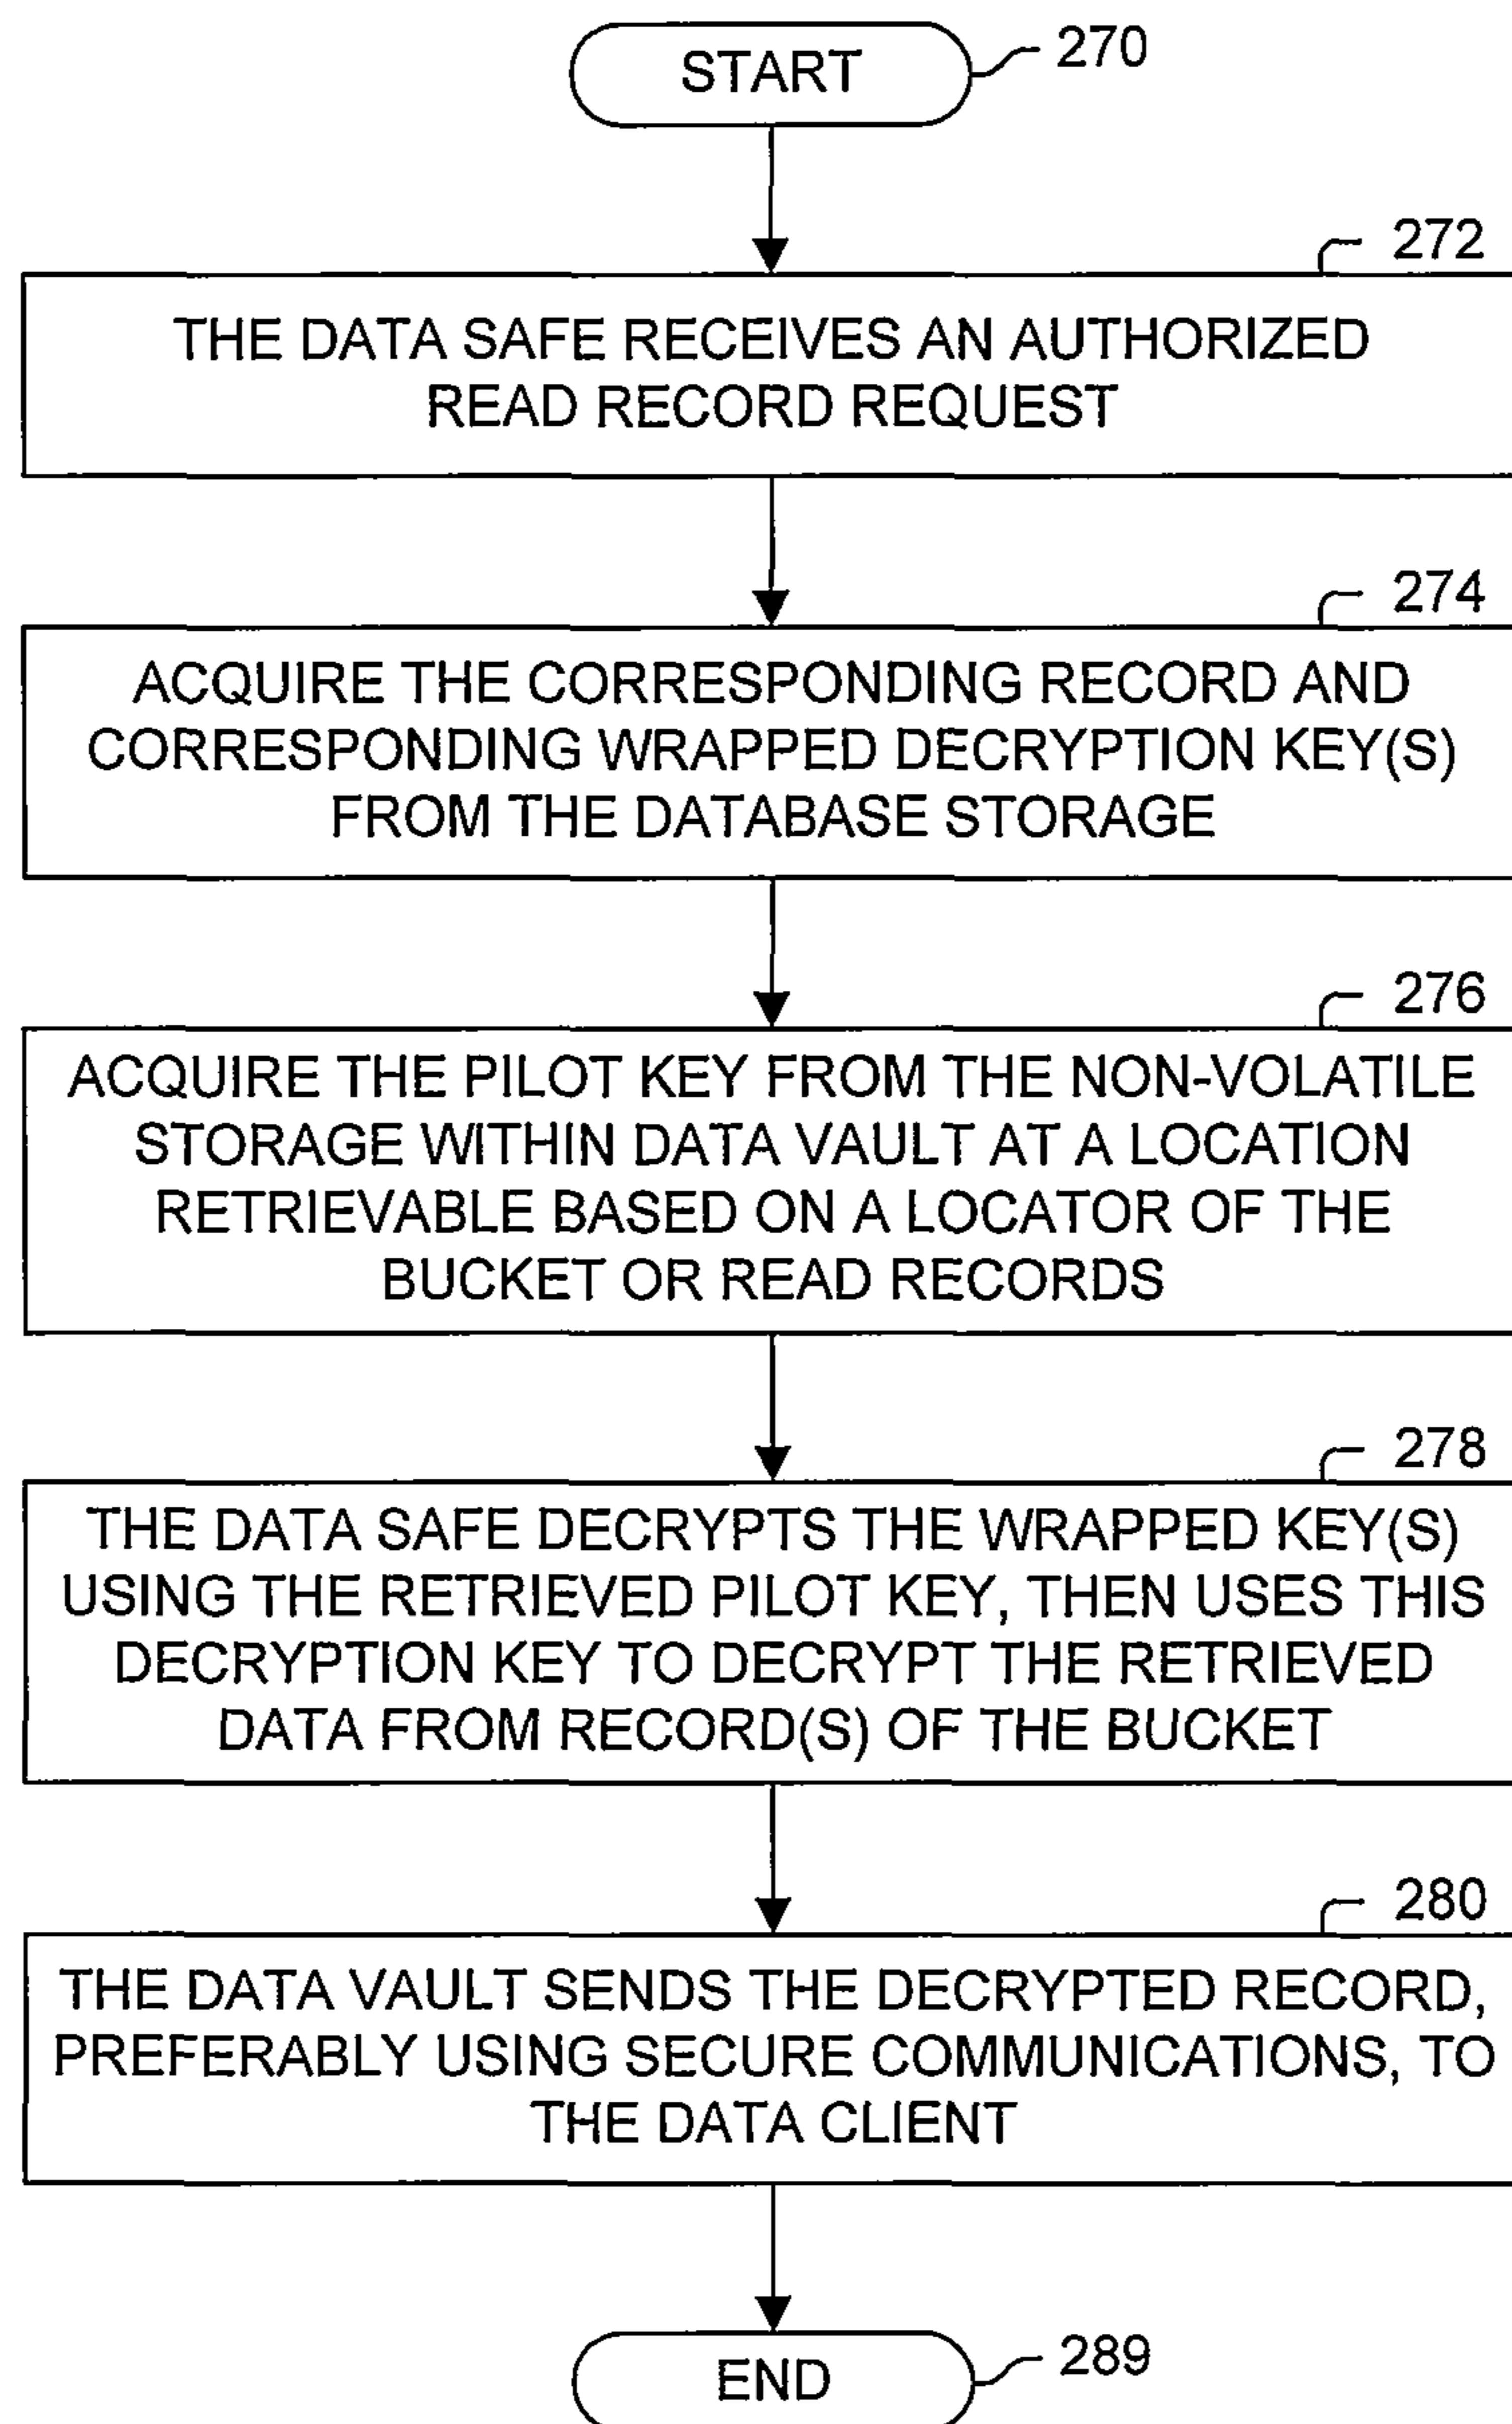 START
270
272
THE DATA SAFE RECEIVES AN AUTHORIZED
READ RECORD REQUEST
274
ACQUIRE THE CORRESPONDING RECORD AND
CORRESPONDING WRAPPED DECRYPTION KEY(S)
FROM THE DATABASE STORAGE
276
ACQUIRE THE PILOT KEY FROM THE NON-VOLATILE
STORAGE WITHIN DATA VAULT AT A LOCATION
RETRIEVABLE BASED ON A LOCATOR OF THE
BUCKET OR READ RECORDS
278
THE DATA SAFE DECRYPTS THE WRAPPED KEY(S)
USING THE RETRIEVED PILOT KEY, THEN USES THIS
DECRYPTION KEY TO DECRYPT THE RETRIEVED
DATA FROM RECORD(S) OF THE BUCKET
280
THE DATA VAULT SENDS THE DECRYPTED RECORD,
PREFERABLY USING SECURE COMMUNICATIONS, TO
THE DATA CLIENT
END
289